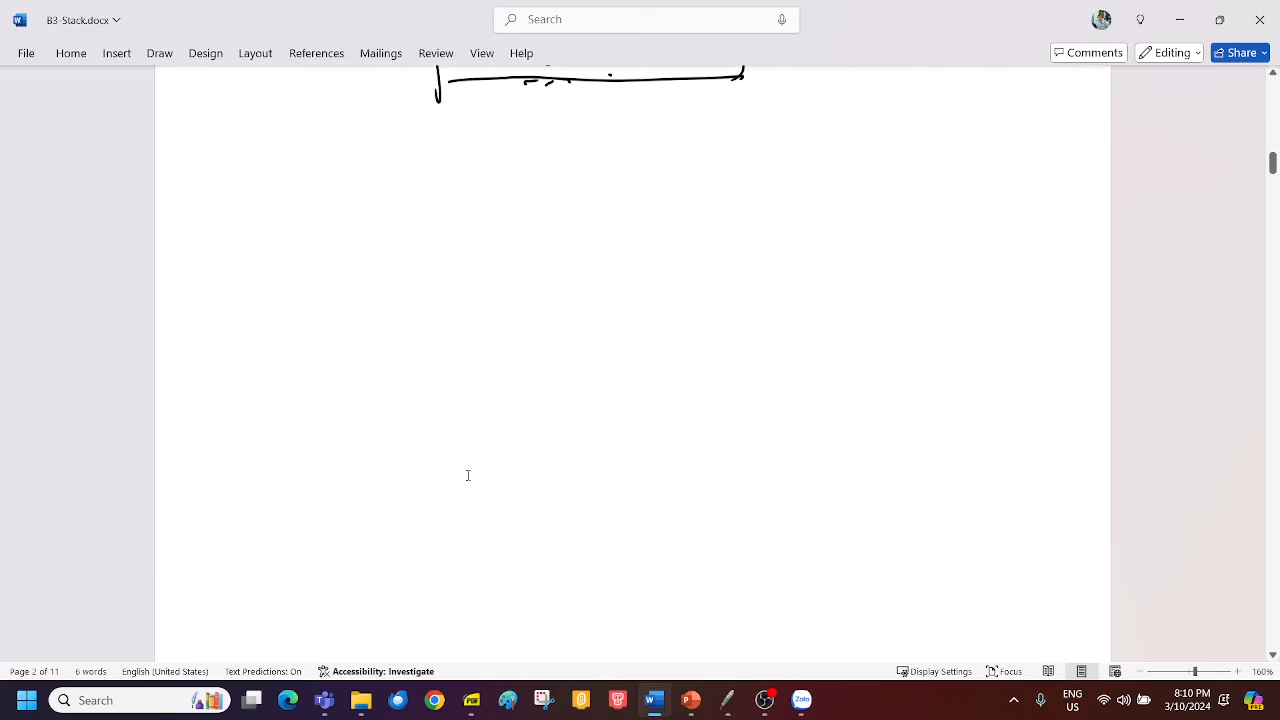 B3-Stack.docx
Search
File Home Insert Draw Design Layout References Mailings Review View Help
Comments Editing Share
Page 2 of 11 6 words English (United States) Text Predictions: On Accessibility: Investigate Display Settings Focus 160%
Search
PDF
Zalo
ENG
US
8:10 PM
3/10/2024